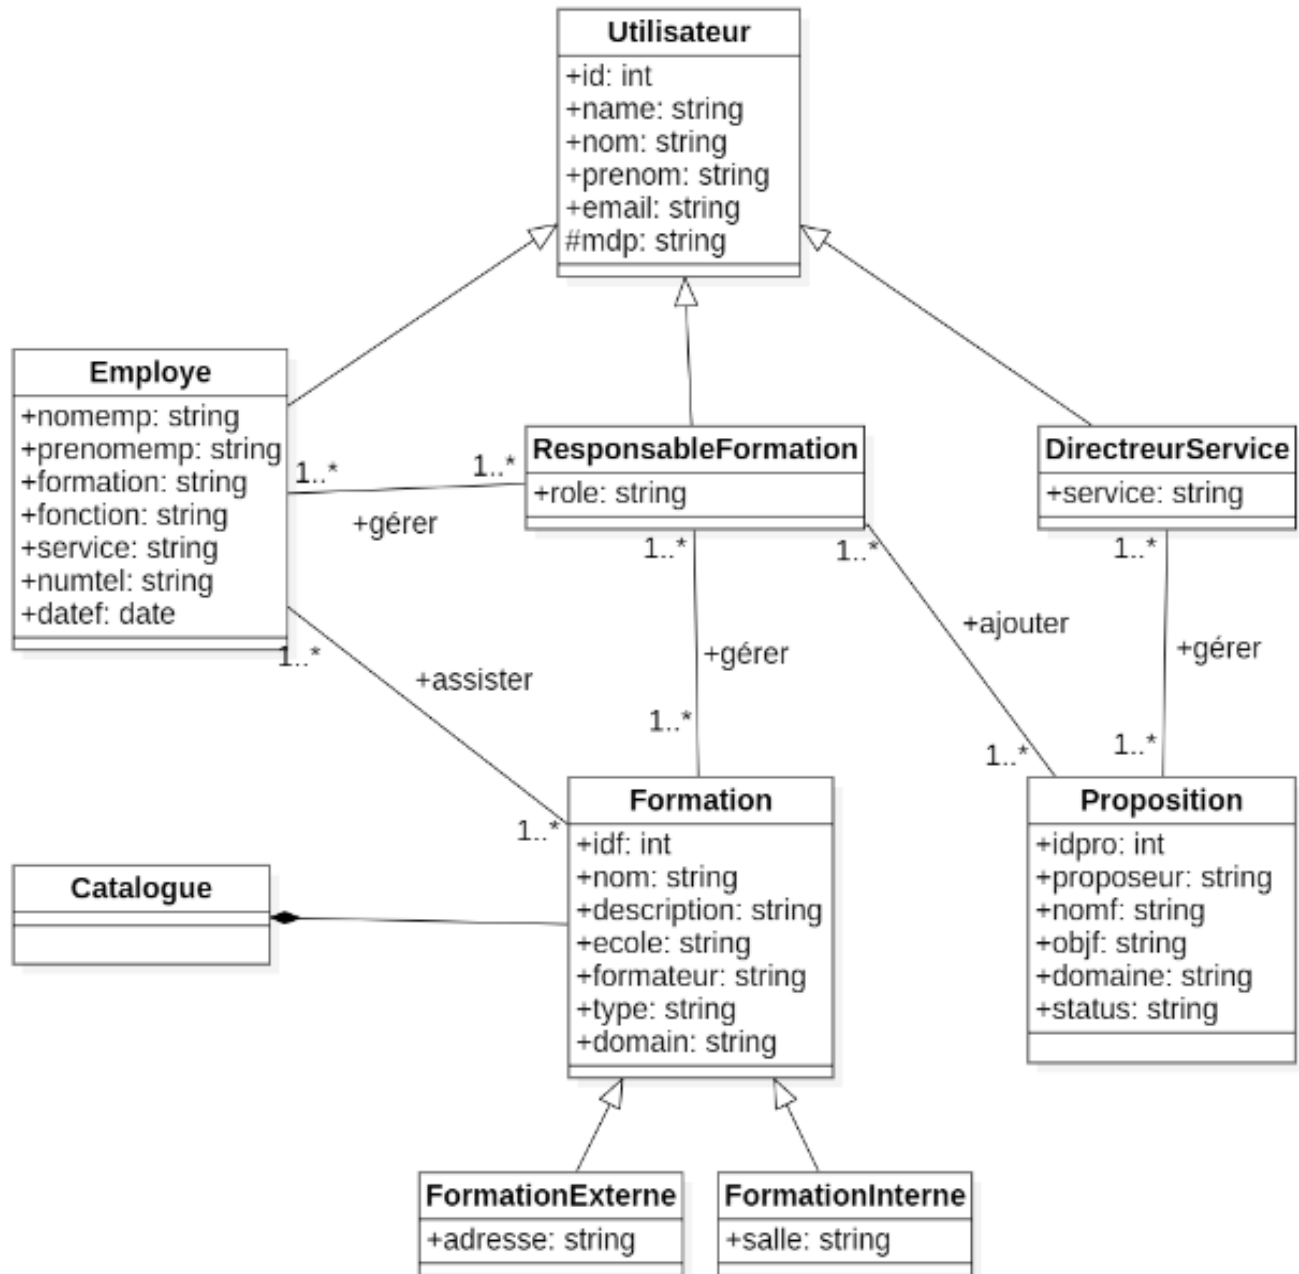 Utilisateur
+id: int
+name: string
+nom: string
+prenom: string
+email: string
#mdp: string
Employe
+nomemp: string
+prenomemp: string
+formation: string
+fonction: string
+service: string
+numtel: string
+datef: date
1..*
1..*
+gérer
ResponsableFormation
+role: string
DirectreurService
+service: string
1..*
1..*
1..*
+ajouter
+gérer
+gérer
1..*
+assister
1..*
1..*
1..*
1..*
Formation
+idf: int
+nom: string
+description: string
+ecole: string
+formateur: string
+type: string
+domain: string
Proposition
+idpro: int
+proposeur: string
+nomf: string
+objf: string
+domaine: string
+status: string
Catalogue
FormationExterne
+adresse: string
FormationInterne
+salle: string